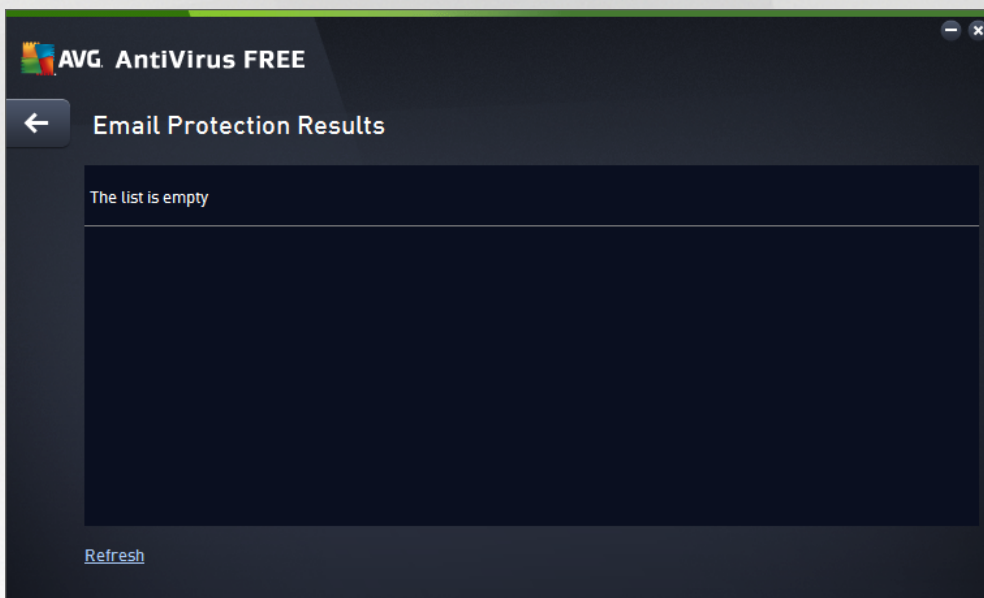 AVG. AntiVirus FREE
Email Protection Results
The list is empty
Refresh